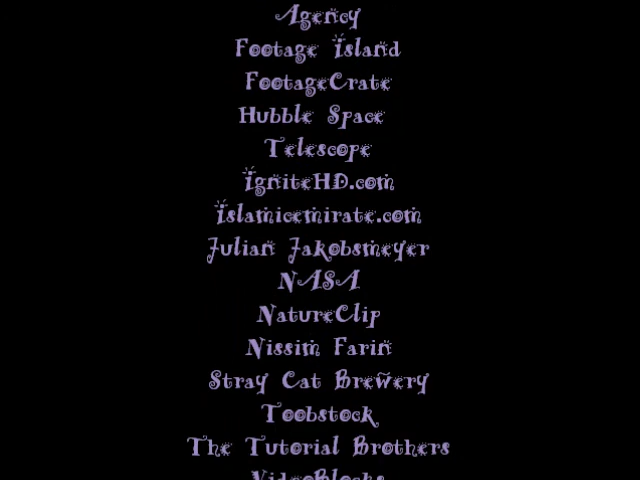 Agency
Footage Island
FootageCrate
Hubble Space
Telescope
IgniteHD.com
Islamicemirate.com
Julian Jakobsmeyer
NASA
NatureClip
Nissim Farin
Stray Cat Brewery
Toobstock
The Tutorial Brothers
VideoBlocks